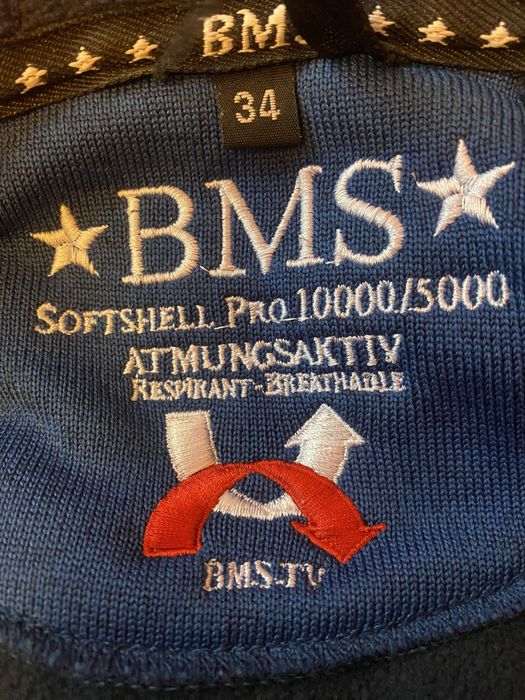 BMS
34
BMS
SOFTSHELL PRO 10000/5000
ATMUNGSAKTIV
RESPIRANT-BREATHABLE
BMS-TV